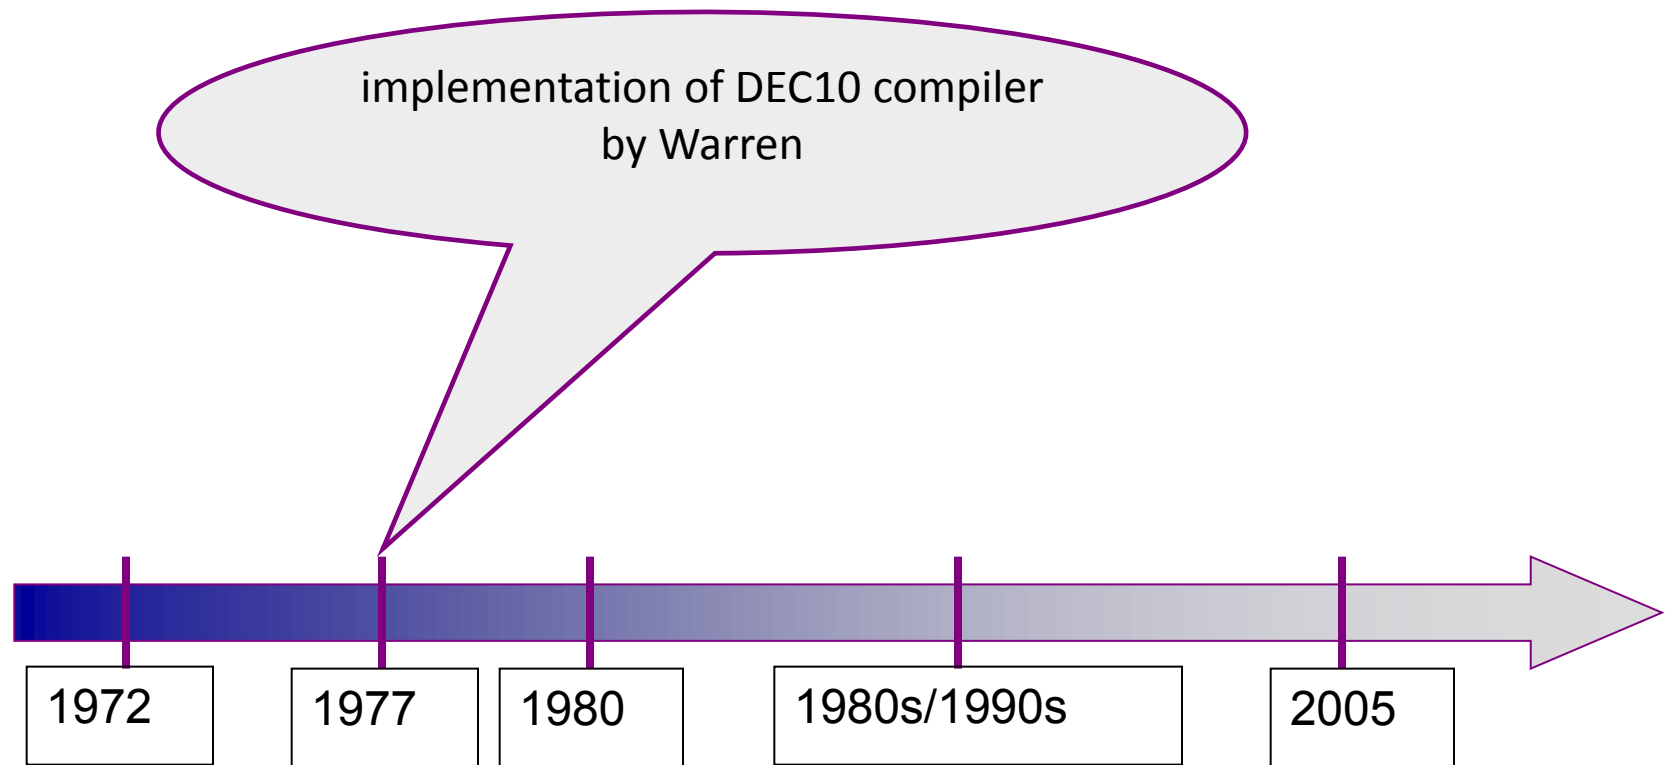 implementation of DEC10 compiler
by Warren
1972
1977
1980
1980s/1990s
2005